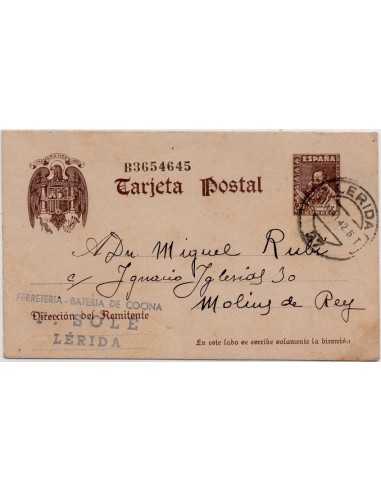 B3654645
Tarjeta Postal
ESPAÑA
LERIDA
A Dn Miguel Rubi
c/ Ignacio Iglesias 30
Molins de Rey
FERRETERIA - BATERIA DE COCINA
SOLE
LÉRIDA
Dirección del Remitente
En este lado se escribe solamente la dirección